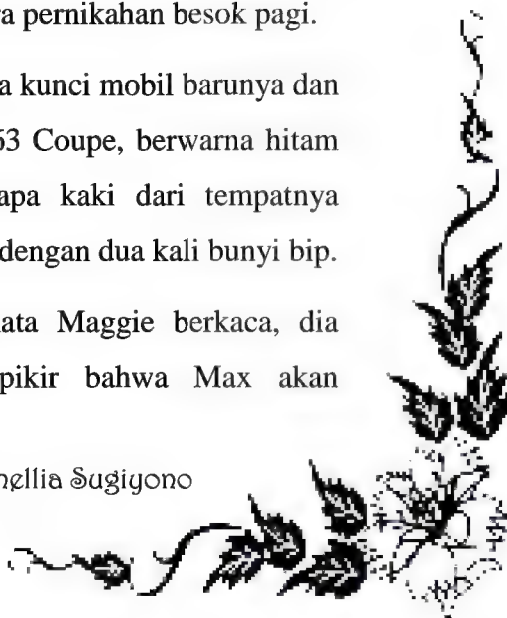 a pernikahan besok pagi.
a kunci mobil barunya dan
63 Coupe, berwarna hitam
apa kaki dari tempatnya
dengan dua kali bunyi bip.
ata Maggie berkaca, dia
pikir bahwa Max akan
nellia Sugiyono